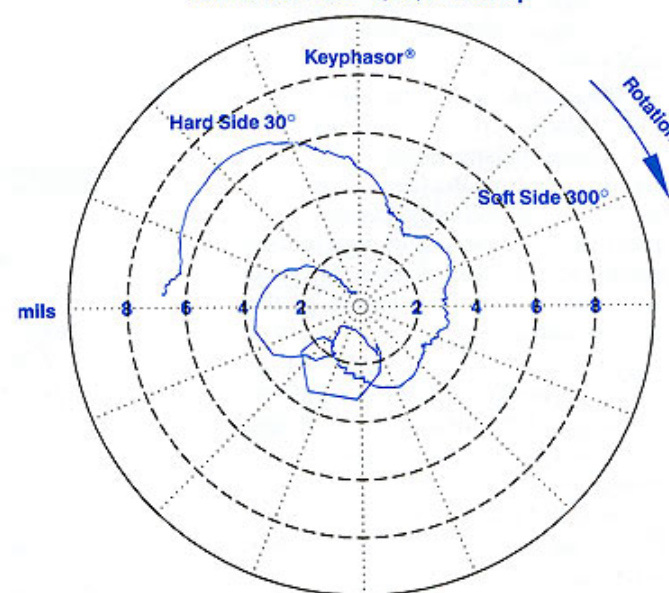 Keyphasor®
Rotation
Hard Side 30°
Soft Side 300°
mils 8 6 4 2 2 4 6 8